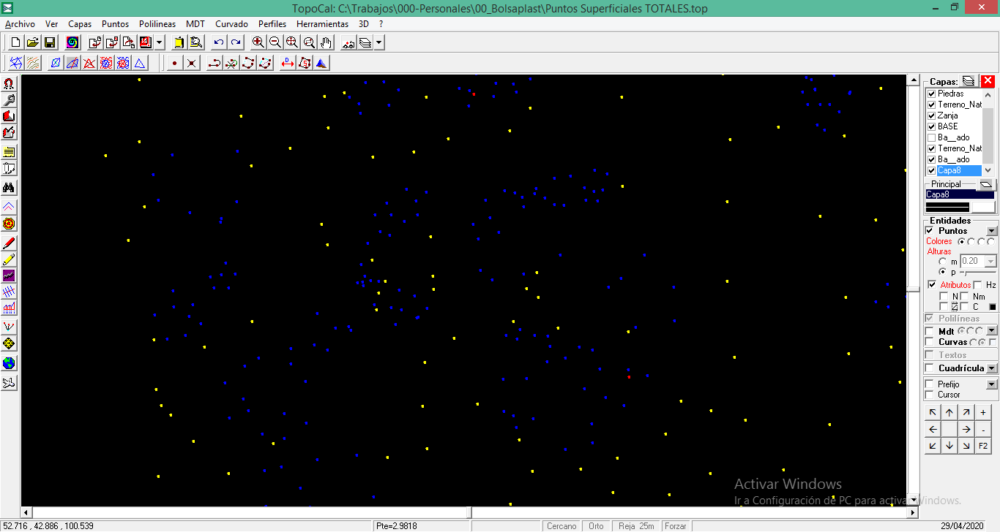 TopoCal: C:\Trabajos\000-Personales\00_Bolsaplast\Puntos Superficiales TOTALES.top
Archivo Ver Capas Puntos Polilineas MDT Curvado Perfiles Herramientas 3D ?
Capas:
Piedras
Terreno_Nat
Zanja
BASE
Ba__ado
Terreno_Nat
Ba__ado
Capa8
Principal
Capa8
Entidades
Puntos
Colores
Alturas
m 0.20
p
Atributos Hz
N Nm
Z C
Polilíneas
Mdt
Curvas
Textos
Cuadrícula
Prefijo
Cursor
+
-
F2
Activar Windows
Ir a Configuración de PC para activar Windows.
52.716 , 42.886 , 100.539 Pte=2.9818 Cercano Orto Reja 25m Forzar 29/04/2020